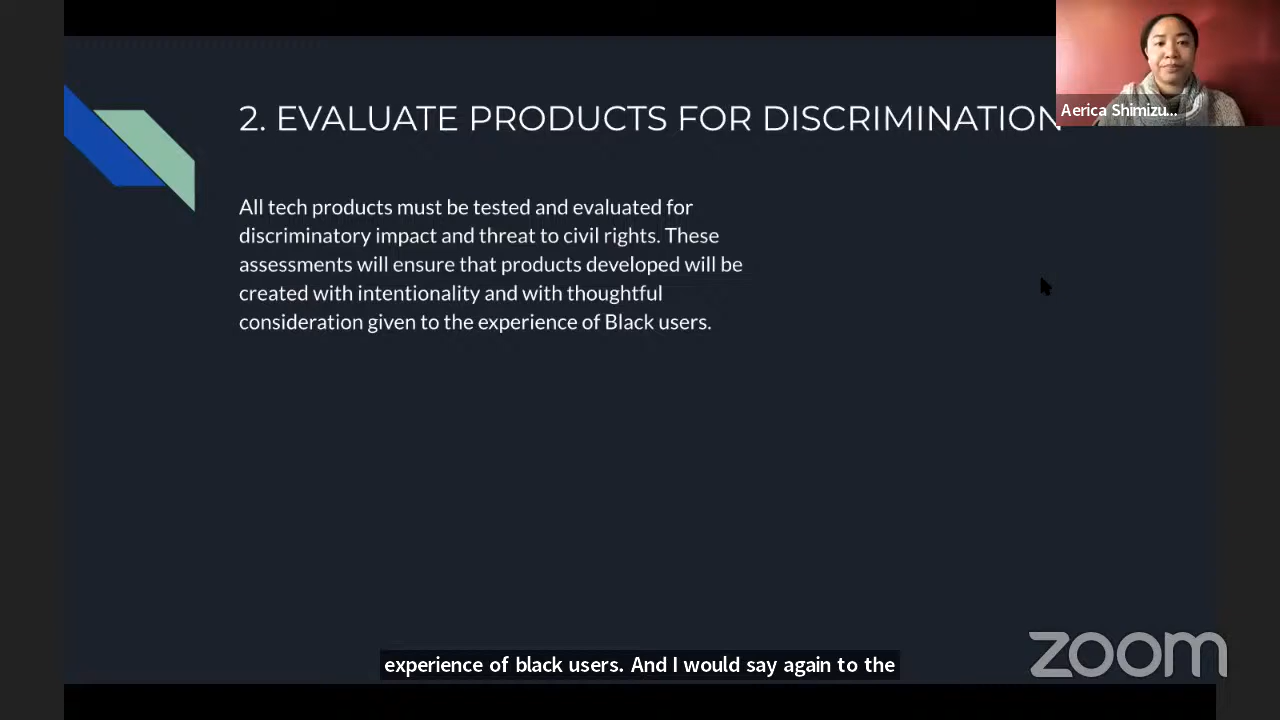 2. EVALUATE PRODUCTS FOR DISCRIMINATION
Aerica Shimizu...
All tech products must be tested and evaluated for
discriminatory impact and threat to civil rights. These
assessments will ensure that products developed will be
created with intentionality and with thoughtful
consideration given to the experience of Black users.
experience of black users. And I would say again to the
zoom